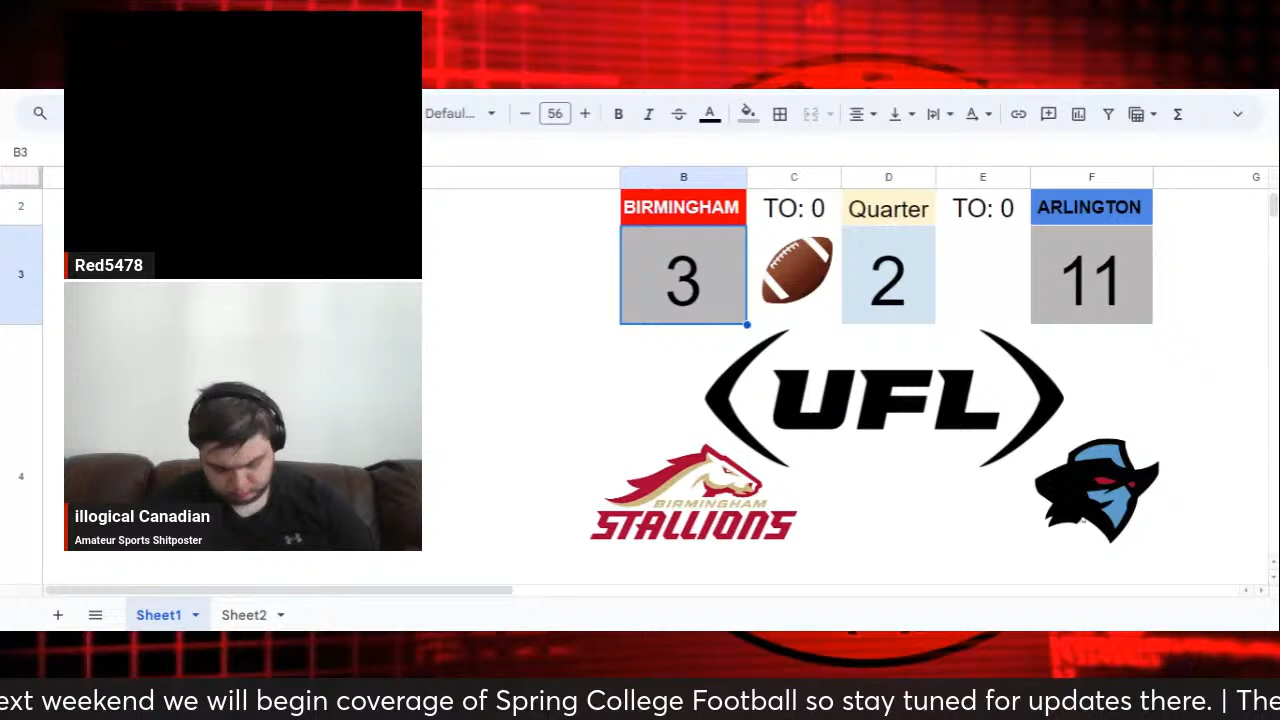 Defaul...
56
B
I
A
A
Σ
B3
B
C
D
E
F
G
2
BIRMINGHAM
TO: 0
Quarter
TO: 0
ARLINGTON
3
3
2
11
Red5478
(UFL)
4
BIRMINGHAM
STALLIONS
illogical Canadian
Amateur Sports Shitposter
+
Sheet1
Sheet2
ext weekend we will begin coverage of Spring College Football so stay tuned for updates there. | The